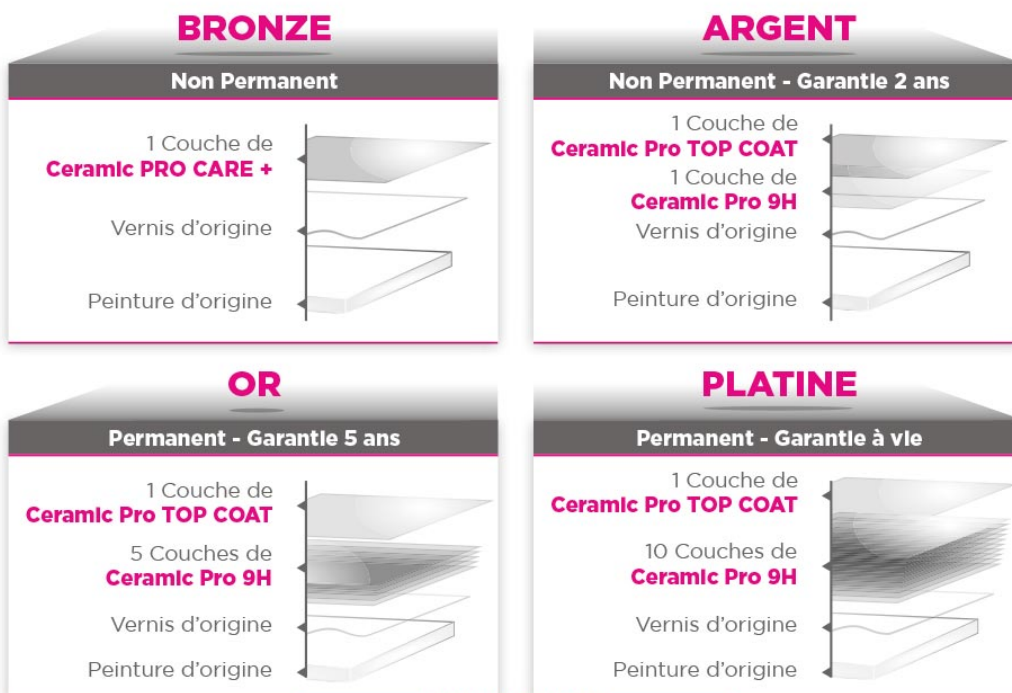 BRONZE
Non Permanent
1 Couche de
Ceramic PRO CARE +
Vernis d'origine
Peinture d'origine
ARGENT
Non Permanent - Garantie 2 ans
1 Couche de
Ceramic Pro TOP COAT
1 Couche de
Ceramic Pro 9H
Vernis d'origine
Peinture d'origine
OR
Permanent - Garantie 5 ans
1 Couche de
Ceramic Pro TOP COAT
5 Couches de
Ceramic Pro 9H
Vernis d'origine
Peinture d'origine
PLATINE
Permanent - Garantie à vie
1 Couche de
Ceramic Pro TOP COAT
10 Couches de
Ceramic Pro 9H
Vernis d'origine
Peinture d'origine